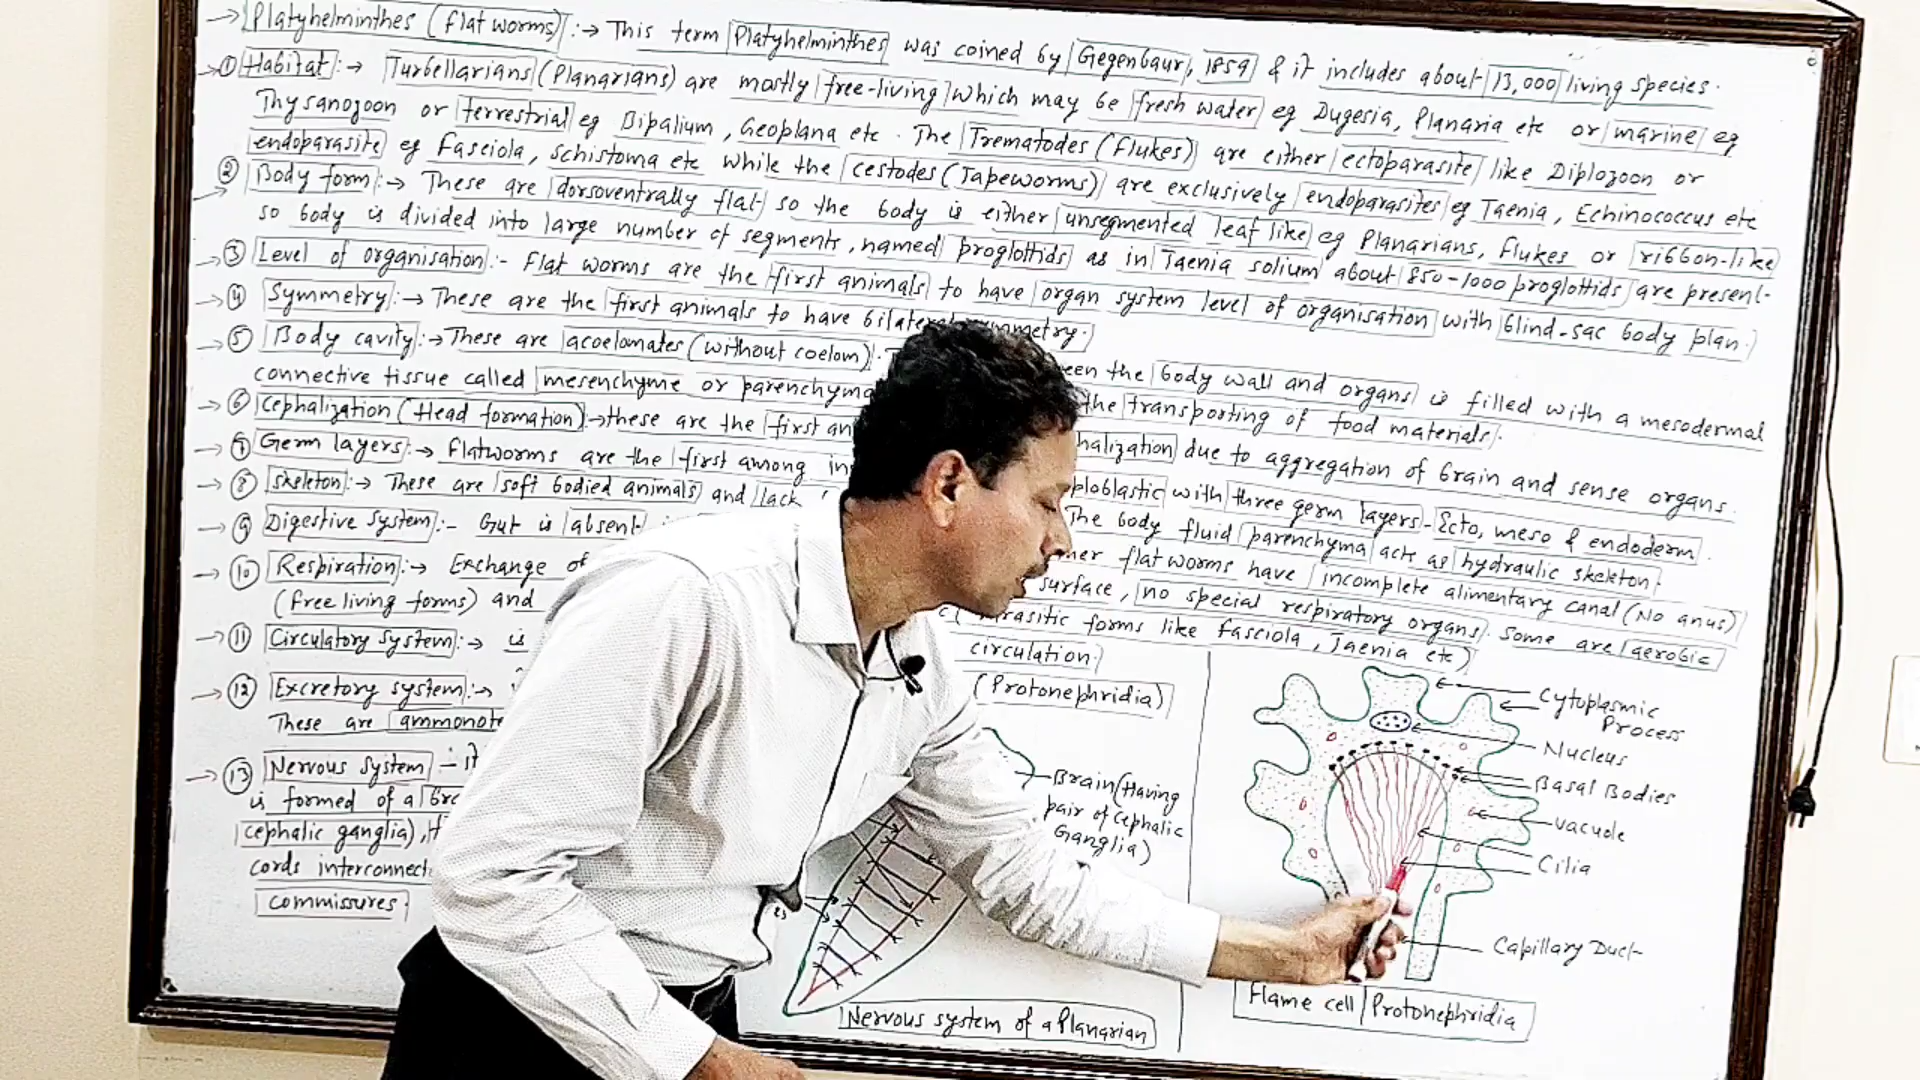 → Platyhelminthes (flat worms) :→ This term Platyhelminthes was coined by Gegenbaur, 1859 & it includes about 13,000 living species.
→ ① Habitat :→ Turbellarians (Planarians) are mostly free-living which may be fresh water eg Dugesia, Planaria etc or marine eg
Thysanozoon or terrestrial eg Bipalium, Geoplana etc. The Trematodes (flukes) are either ectoparasite like Diplozoon or
endoparasite eg Fasciola, Schistoma etc while the cestodes (Tapeworms) are exclusively endoparasites eg Taenia, Echinococcus etc
→ ② Body form :→ These are dorsoventrally flat so the body is either unsegmented leaf like eg Planarians, flukes or ribbon-like
so body is divided into large number of segments, named proglottids as in Taenia solium about 850-1000 proglottids are present.
→ ③ Level of organisation :- Flat worms are the first animals to have organ system level of organisation with blind-sac body plan.
→ ④ Symmetry :→ These are the first animals to have bilateral symmetry.
→ ⑤ Body cavity :→ These are acoelomates (without coelom). een the body wall and organs is filled with a mesodermal
connective tissue called mesenchyme or parenchyma the transporting of food materials.
→ ⑥ Cephalization (Head formation) → these are the first an halization due to aggregation of brain and sense organs.
→ ⑦ Germ layers :→ flatworms are the first among in ploblastic with three germ layers - Ecto, meso & endoderm.
→ ⑧ Skeleton :→ These are soft bodied animals and lack The body fluid parenchyma acts as hydraulic skeleton.
→ ⑨ Digestive system :- Gut is absent her flatworms have incomplete alimentary canal (No anus)
→ ⑩ Respiration :→ Exchange of surface, no special respiratory organs. Some are aerobic
(free living forms) and c (Parasitic forms like fasciola, Taenia etc)
→ ⑪ Circulatory system :→ is circulation.
→ ⑫ Excretory system :→ (Protonephridia)
These are ammonote
→ ⑬ Nervous system - it
is formed of a bra
cephalic ganglia),
cords interconnect
commissures.
Brain (Having
pair of Cephalic
Ganglia)
Nervous system of a Planarian
Cytoplasmic
Process
Nucleus
Basal Bodies
Vacuole
Cilia
Capillary Duct
Flame cell / Protonephridia